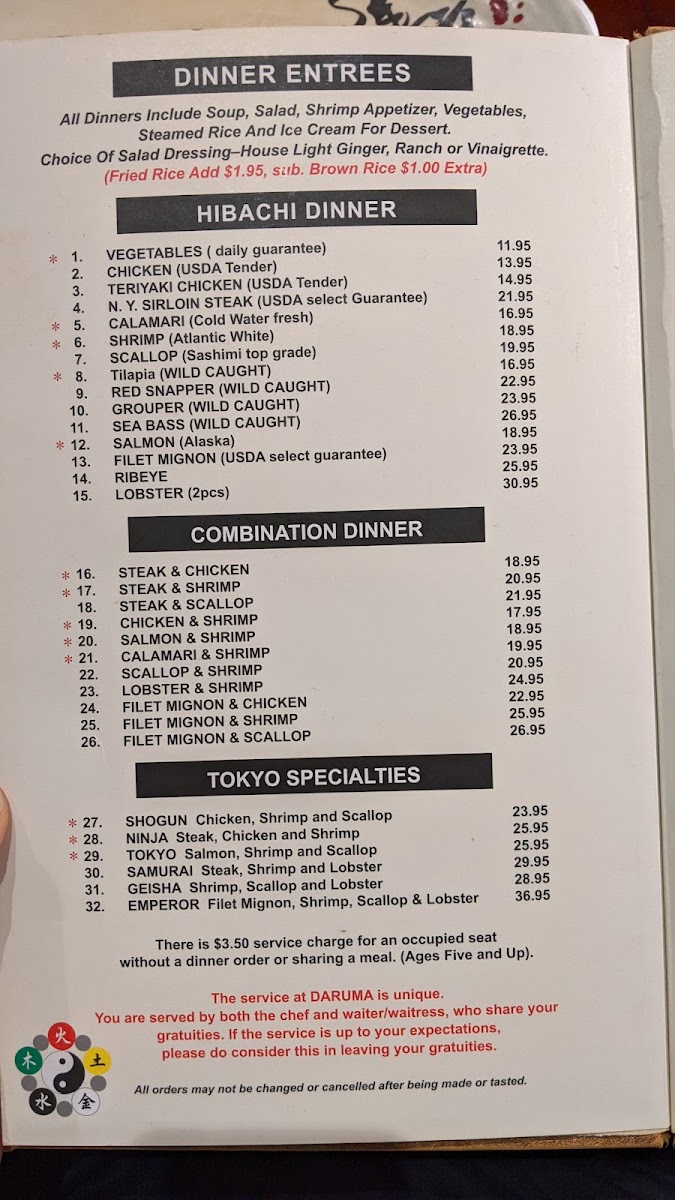 DINNER ENTREES
All Dinners Include Soup, Salad, Shrimp Appetizer, Vegetables,
Steamed Rice And Ice Cream For Dessert.
Choice Of Salad Dressing–House Light Ginger, Ranch or Vinaigrette.
(Fried Rice Add $1.95, sub. Brown Rice $1.00 Extra)
HIBACHI DINNER
* 1. VEGETABLES ( daily guarantee) 11.95
2. CHICKEN (USDA Tender) 13.95
3. TERIYAKI CHICKEN (USDA Tender) 14.95
4. N. Y. SIRLOIN STEAK (USDA select Guarantee) 21.95
* 5. CALAMARI (Cold Water fresh) 16.95
* 6. SHRIMP (Atlantic White) 18.95
7. SCALLOP (Sashimi top grade) 19.95
* 8. Tilapia (WILD CAUGHT) 16.95
9. RED SNAPPER (WILD CAUGHT) 22.95
10. GROUPER (WILD CAUGHT) 23.95
11. SEA BASS (WILD CAUGHT) 26.95
* 12. SALMON (Alaska) 18.95
13. FILET MIGNON (USDA select guarantee) 23.95
14. RIBEYE 25.95
15. LOBSTER (2pcs) 30.95
COMBINATION DINNER
* 16. STEAK & CHICKEN 18.95
* 17. STEAK & SHRIMP 20.95
18. STEAK & SCALLOP 21.95
* 19. CHICKEN & SHRIMP 17.95
* 20. SALMON & SHRIMP 18.95
* 21. CALAMARI & SHRIMP 19.95
22. SCALLOP & SHRIMP 20.95
23. LOBSTER & SHRIMP 24.95
24. FILET MIGNON & CHICKEN 22.95
25. FILET MIGNON & SHRIMP 25.95
26. FILET MIGNON & SCALLOP 26.95
TOKYO SPECIALTIES
* 27. SHOGUN Chicken, Shrimp and Scallop 23.95
* 28. NINJA Steak, Chicken and Shrimp 25.95
* 29. TOKYO Salmon, Shrimp and Scallop 25.95
30. SAMURAI Steak, Shrimp and Lobster 29.95
31. GEISHA Shrimp, Scallop and Lobster 28.95
32. EMPEROR Filet Mignon, Shrimp, Scallop & Lobster 36.95
There is $3.50 service charge for an occupied seat
without a dinner order or sharing a meal. (Ages Five and Up).
The service at DARUMA is unique.
You are served by both the chef and waiter/waitress, who share your
gratuities. If the service is up to your expectations,
please do consider this in leaving your gratuities.
火
木 土
水 金
All orders may not be changed or cancelled after being made or tasted.